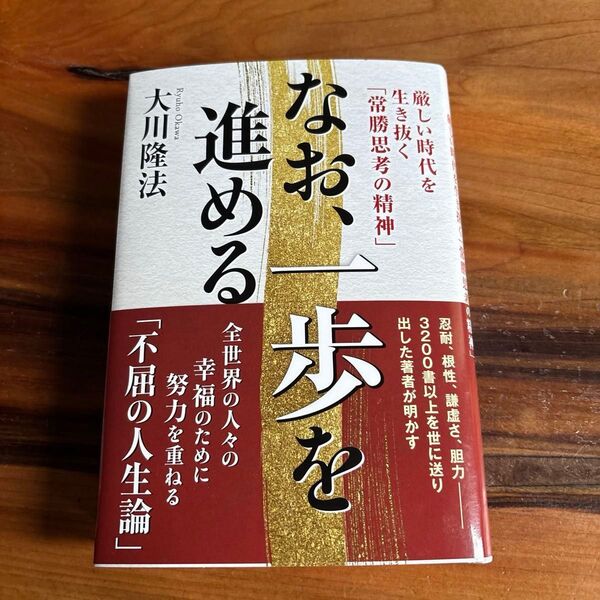 厳しい時代を
生き抜く
「常勝思考の精神」
なお、一歩を
進める
Ryuho Okawa
大川隆法
忍耐、根性、謙虚さ、胆力――
3200書以上を世に送り
出した著者が明かす
全世界の人々の
幸福のために
努力を重ねる
「不屈の人生論」